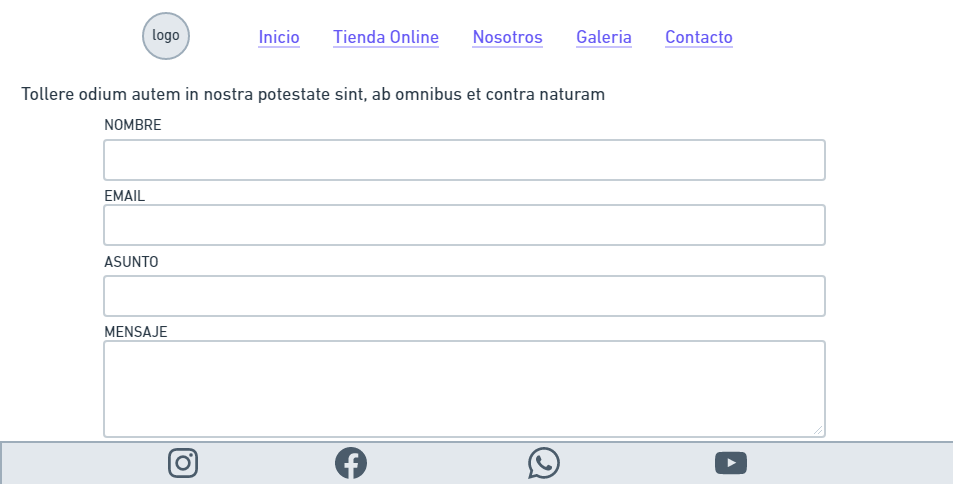 logo
Inicio Tienda Online Nosotros Galeria Contacto
Tollere odium autem in nostra potestate sint, ab omnibus et contra naturam
NOMBRE
EMAIL
ASUNTO
MENSAJE